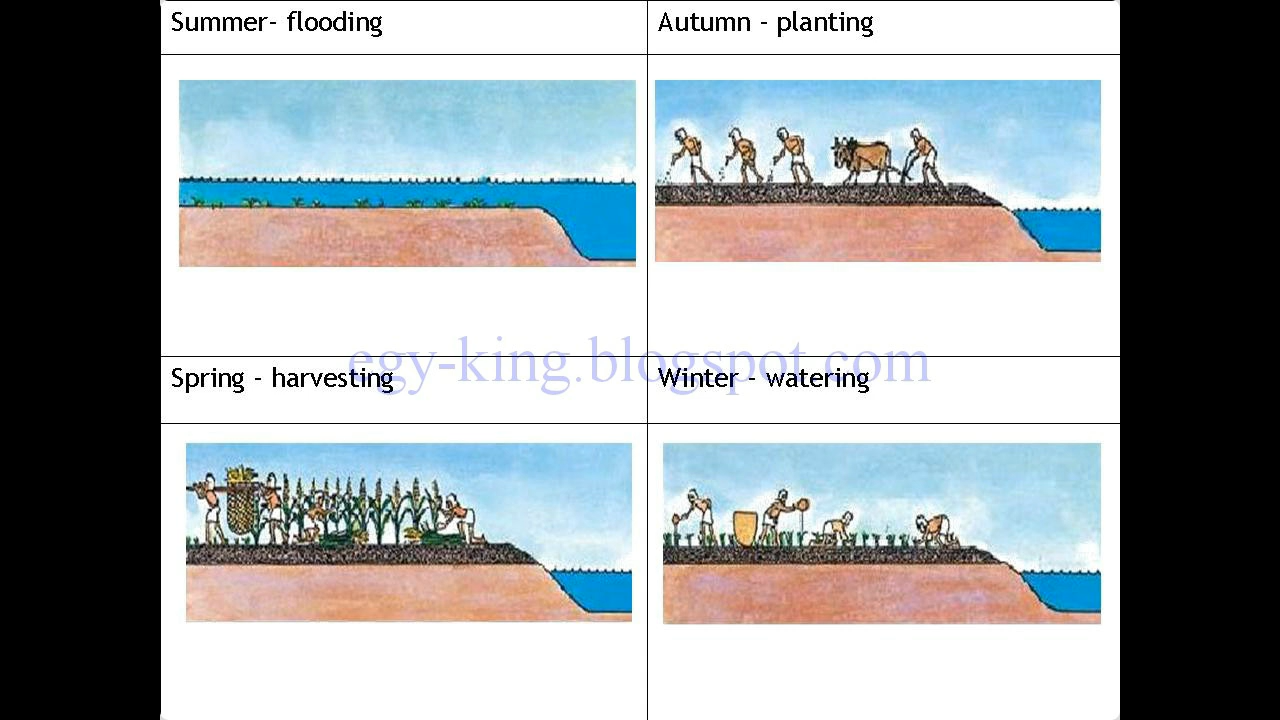 Summer- flooding
Autumn - planting
egy-king.blogspot.com
Spring - harvesting
Winter - watering